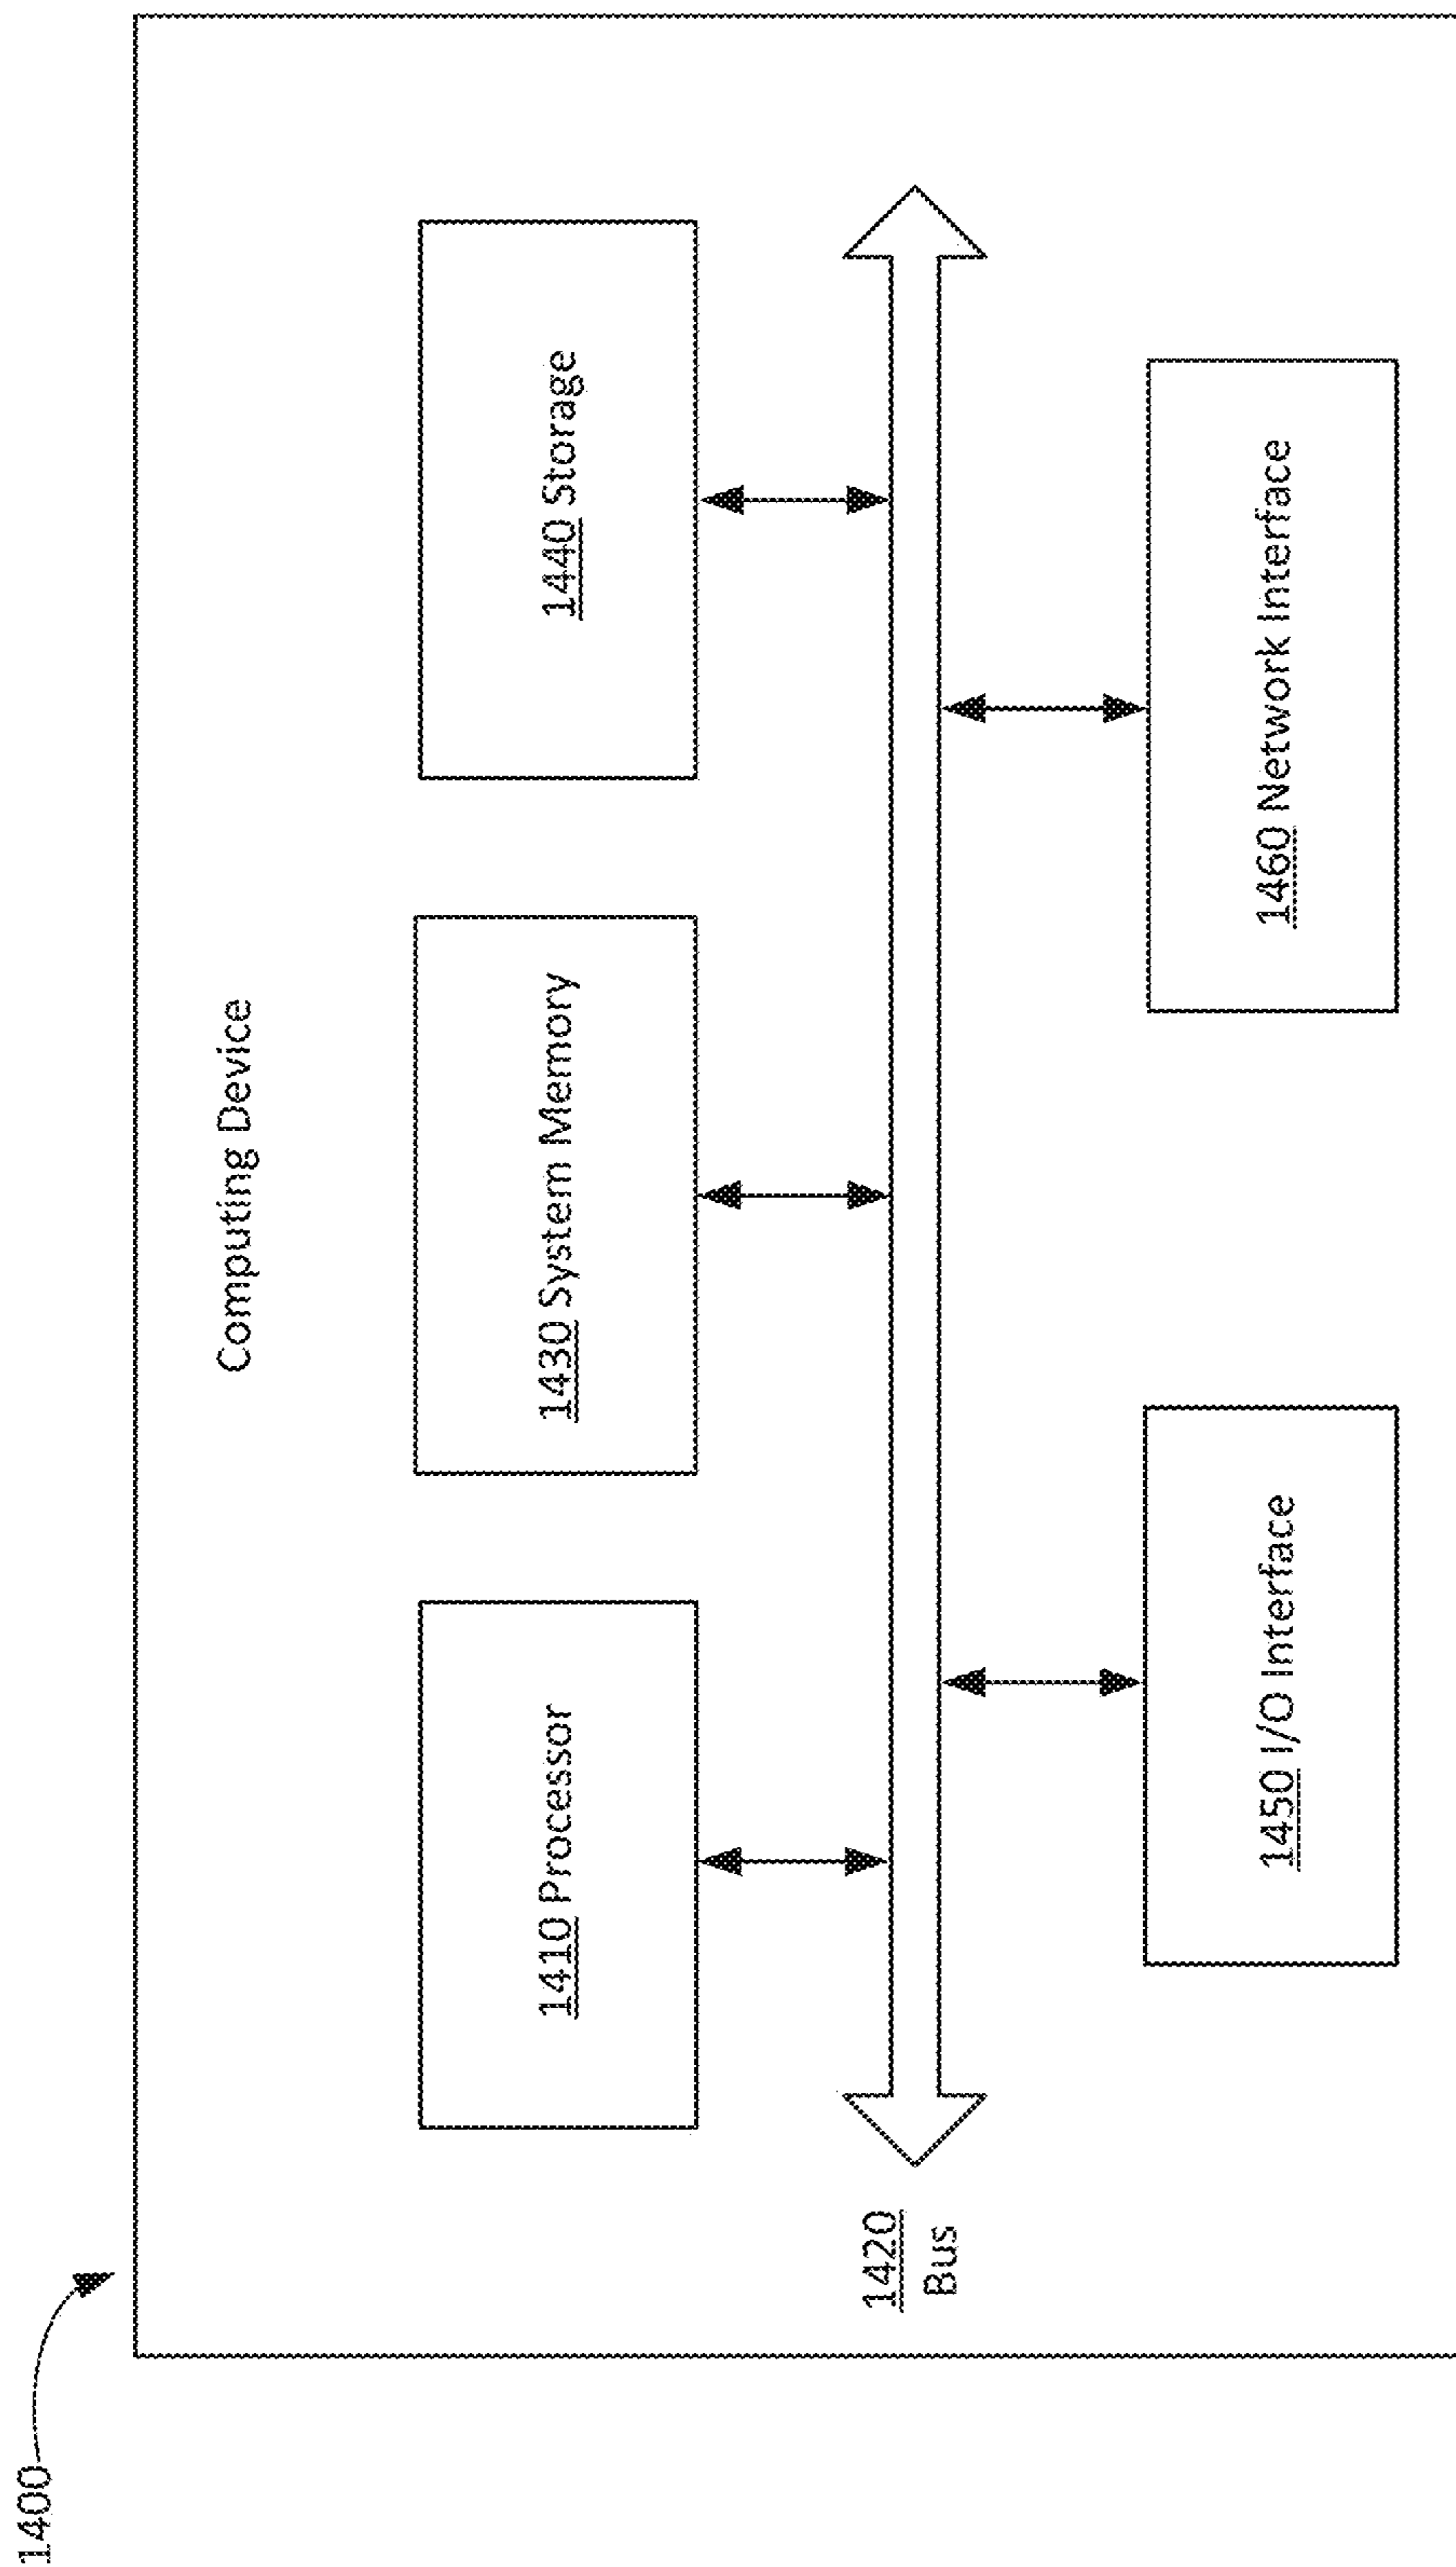 1400
Computing Device
1410 Processor
1430 System Memory
1440 Storage
1420
Bus
1450 I/O Interface
1460 Network Interface